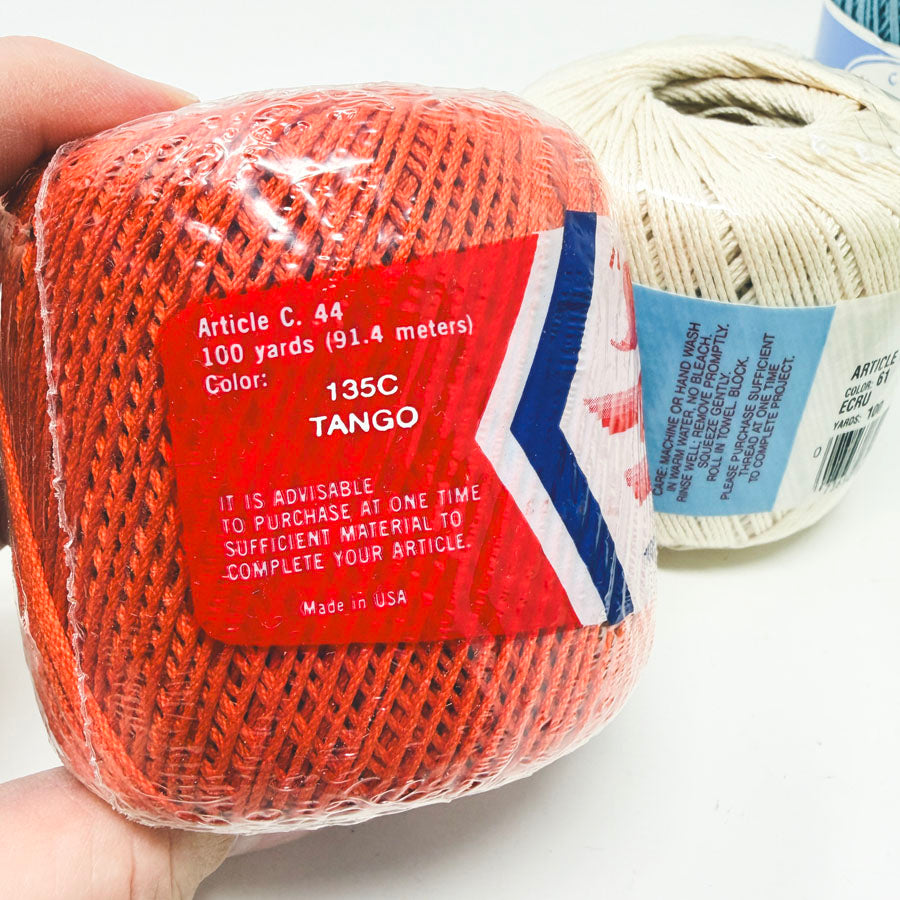 Article C. 44
100 yards (91.4 meters)
Color:
135C
TANGO
IT IS ADVISABLE
TO PURCHASE AT ONE TIME
SUFFICIENT MATERIAL TO
COMPLETE YOUR ARTICLE.
Made in USA
CARE: MACHINE OR HAND WASH
IN WARM WATER, NO BLEACH.
RINSE WELL: REMOVE PROMPTLY.
SQUEEZE GENTLY.
ROLL IN TOWEL. BLOCK.
PLEASE PURCHASE SUFFICIENT
THREAD AT ONE TIME
TO COMPLETE PROJECT.
ARTICLE
COLOR: 61
ECRU
YARDS: 100
0
C